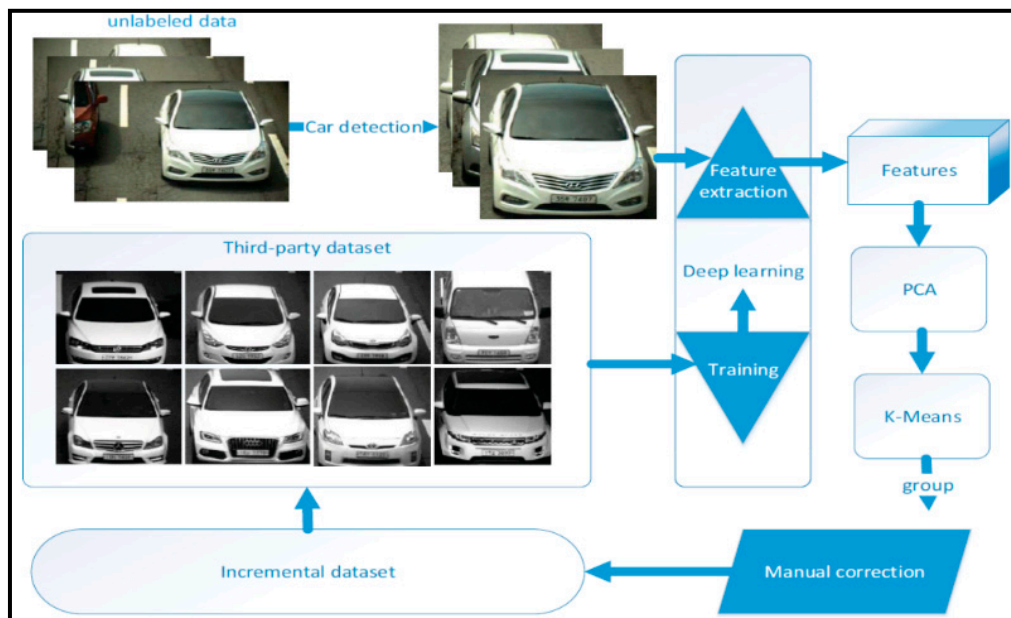 unlabeled data
Car detection
Feature
extraction
Features
Third-party dataset
Deep learning
PCA
Training
K-Means
group
Incremental dataset
Manual correction